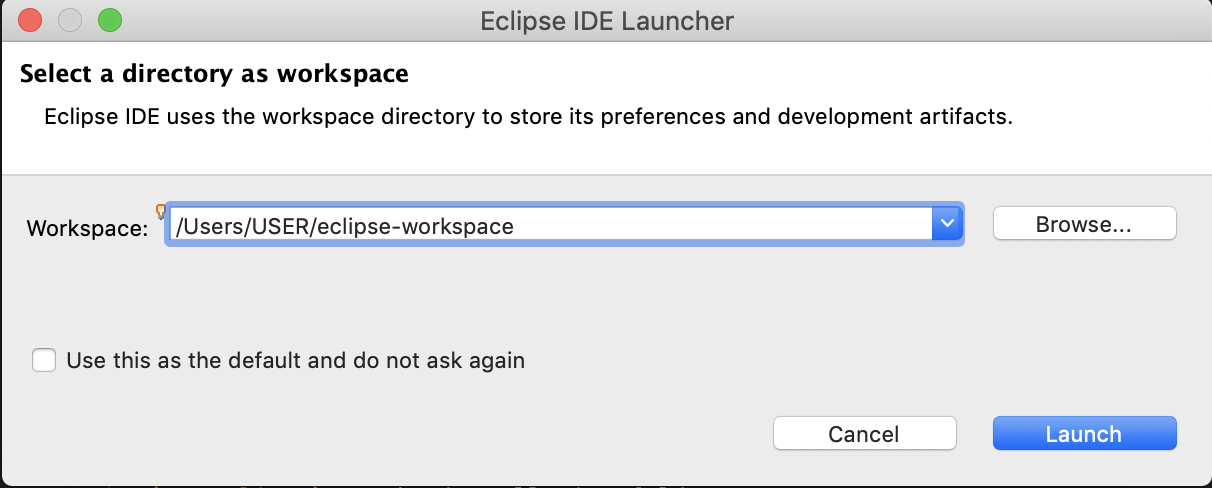 Eclipse IDE Launcher
Select a directory as workspace
Eclipse IDE uses the workspace directory to store its preferences and development artifacts.
Workspace: /Users/USER/eclipse-workspace Browse...
Use this as the default and do not ask again
Cancel Launch